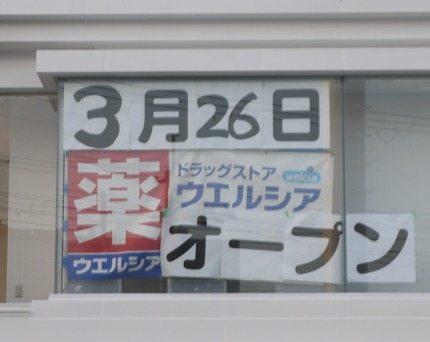 3月26日
薬
ウエルシア
ドラッグストア
welcia
ウエルシア
オープン